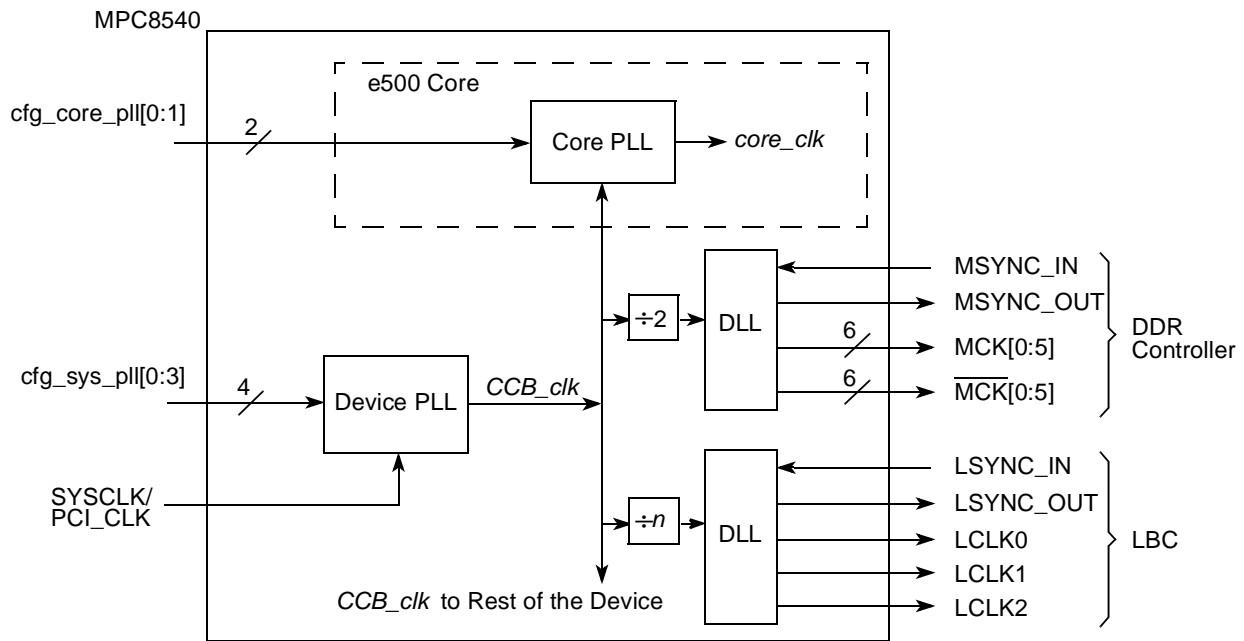 MPC8540
e500 Core
cfg_core_pll[0:1]
2
Core PLL
core_clk
MSYNC_IN
MSYNC_OUT
÷2
DLL
6
MCK[0:5]
6
M̅C̅K̅[0:5]
DDR
Controller
cfg_sys_pll[0:3]
4
Device PLL
CCB_clk
SYSCLK/
PCI_CLK
LSYNC_IN
LSYNC_OUT
÷n
DLL
LCLK0
LCLK1
LCLK2
LBC
CCB_clk to Rest of the Device